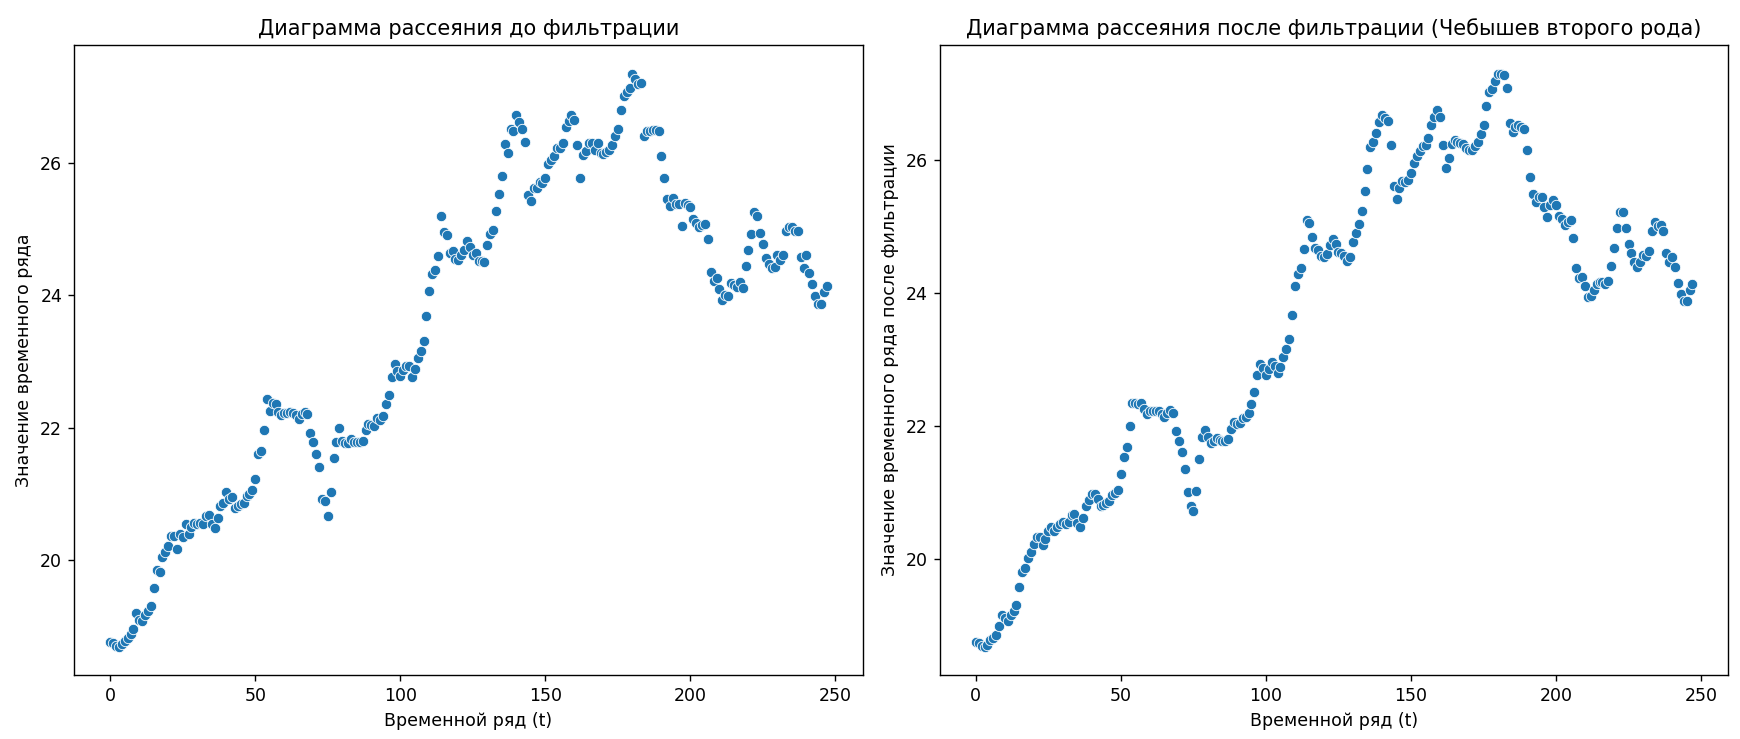 Диаграмма рассеяния до фильтрации
Значение временного ряда
26
24
22
20
0 50 100 150 200 250
Временной ряд (t)
Диаграмма рассеяния после фильтрации (Чебышев второго рода)
Значение временного ряда после фильтрации
26
24
22
20
0 50 100 150 200 250
Временной ряд (t)